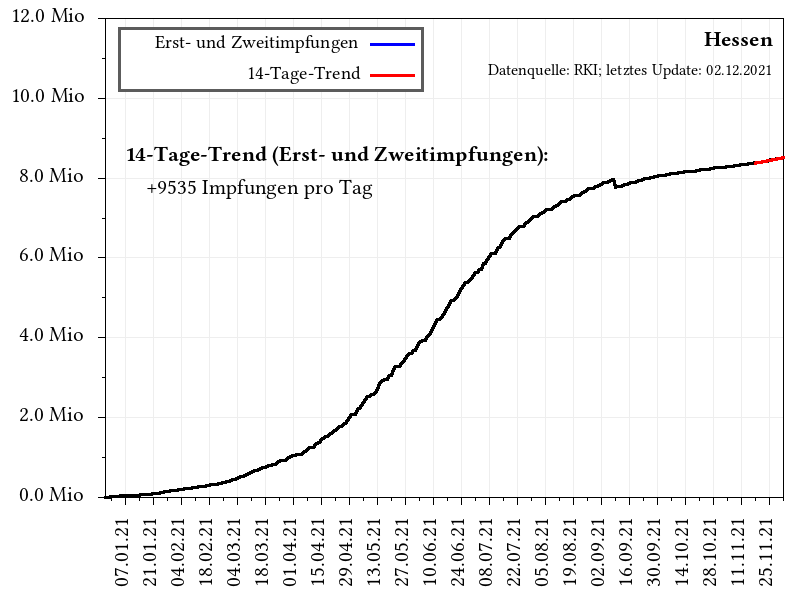 12.0 Mio
10.0 Mio
8.0 Mio
6.0 Mio
4.0 Mio
2.0 Mio
0.0 Mio
Erst- und Zweitimpfungen
14-Tage-Trend
Hessen
Datenquelle: RKI; letztes Update: 02.12.2021
14-Tage-Trend (Erst- und Zweitimpfungen):
+9535 Impfungen pro Tag
07.01.21
21.01.21
04.02.21
18.02.21
04.03.21
18.03.21
01.04.21
15.04.21
29.04.21
13.05.21
27.05.21
10.06.21
24.06.21
08.07.21
22.07.21
05.08.21
19.08.21
02.09.21
16.09.21
30.09.21
14.10.21
28.10.21
11.11.21
25.11.21